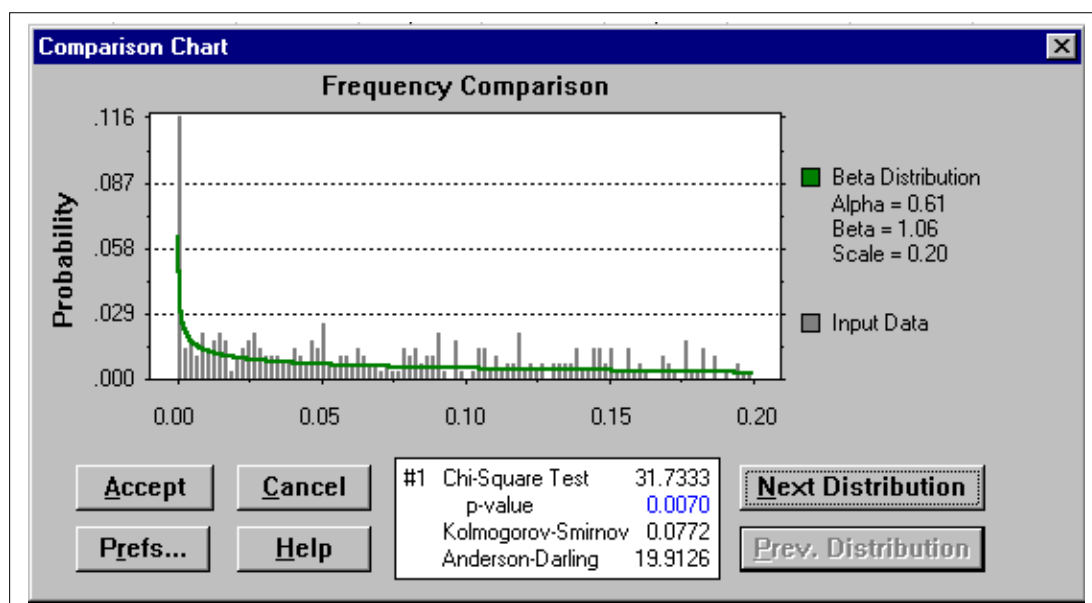 Comparison Chart
Frequency Comparison
Probability
.116
.087
.058
.029
.000
0.00 0.05 0.10 0.15 0.20
Beta Distribution
Alpha = 0.61
Beta = 1.06
Scale = 0.20
Input Data
Accept
Cancel
Prefs...
Help
#1 Chi-Square Test 31.7333
p-value 0.0070
Kolmogorov-Smirnov 0.0772
Anderson-Darling 19.9126
Next Distribution
Prev. Distribution